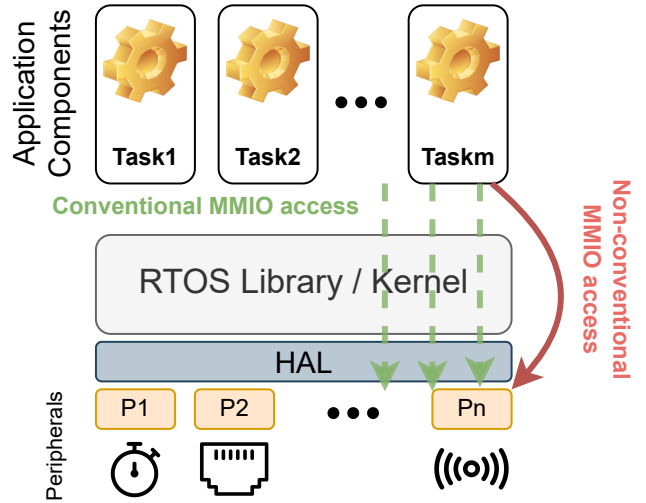 Application
Components
Task1
Task2
Taskm
Conventional MMIO access
Non-conventional
MMIO access
RTOS Library / Kernel
HAL
Peripherals
P1
P2
Pn